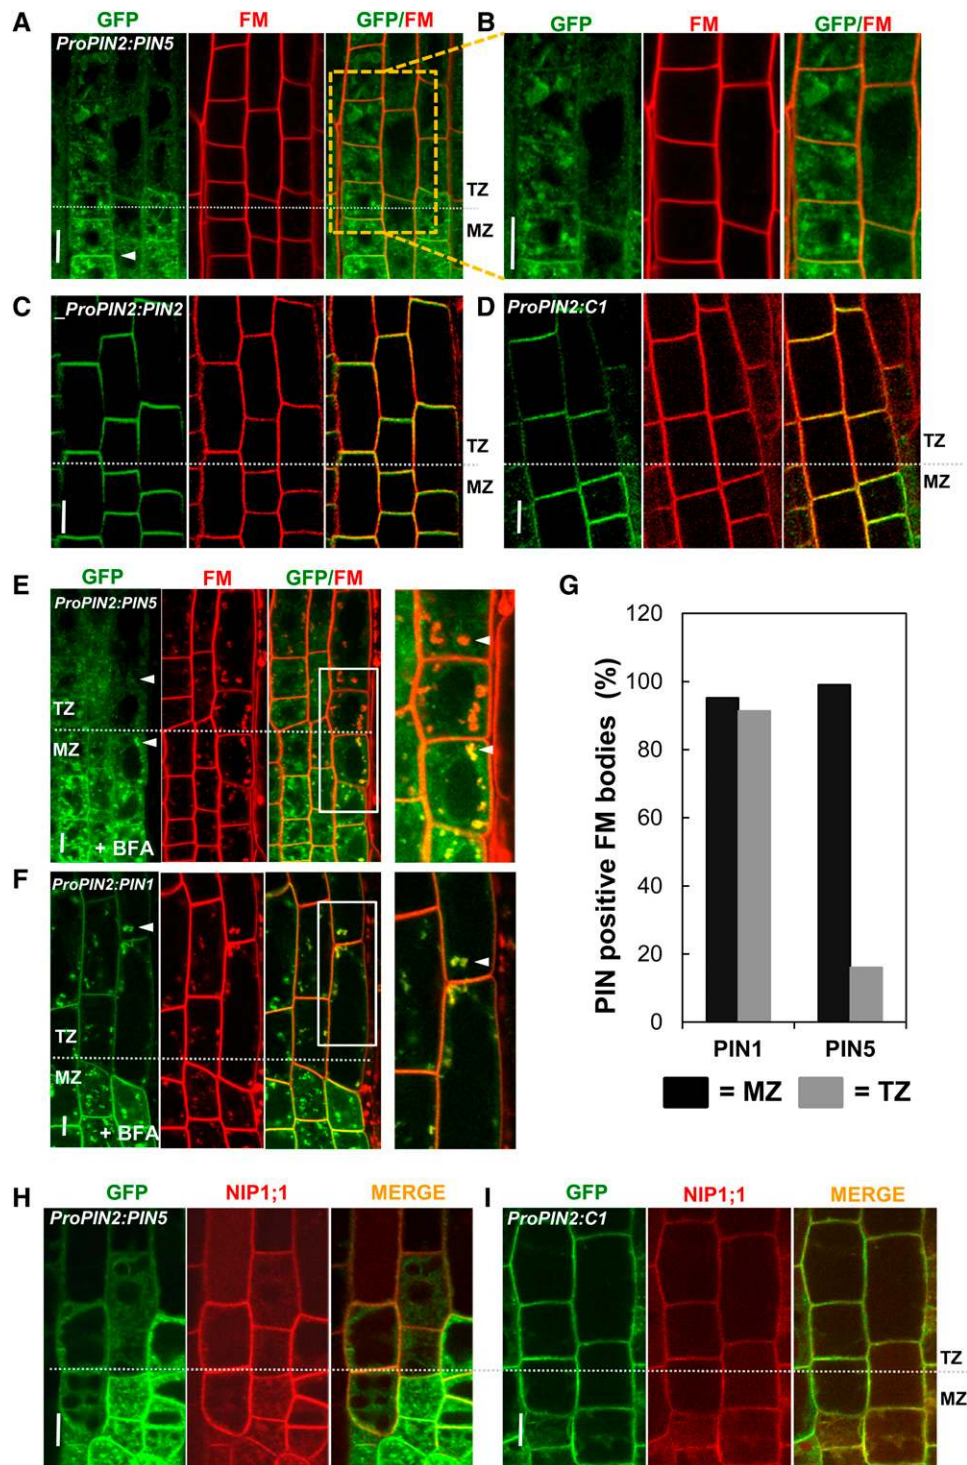 A GFP FM GFP/FM
ProPIN2:PIN5
TZ
MZ
B GFP FM GFP/FM
C
_ProPIN2:PIN2
TZ
MZ
D ProPIN2:C1
TZ
MZ
E GFP FM GFP/FM
ProPIN2:PIN5
TZ
MZ
+ BFA
F
ProPIN2:PIN1
TZ
MZ
+ BFA
G
PIN positive FM bodies (%)
120
100
80
60
40
20
0
PIN1 PIN5
= MZ = TZ
H GFP NIP1;1 MERGE
ProPIN2:PIN5
I GFP NIP1;1 MERGE
ProPIN2:C1
TZ
MZ